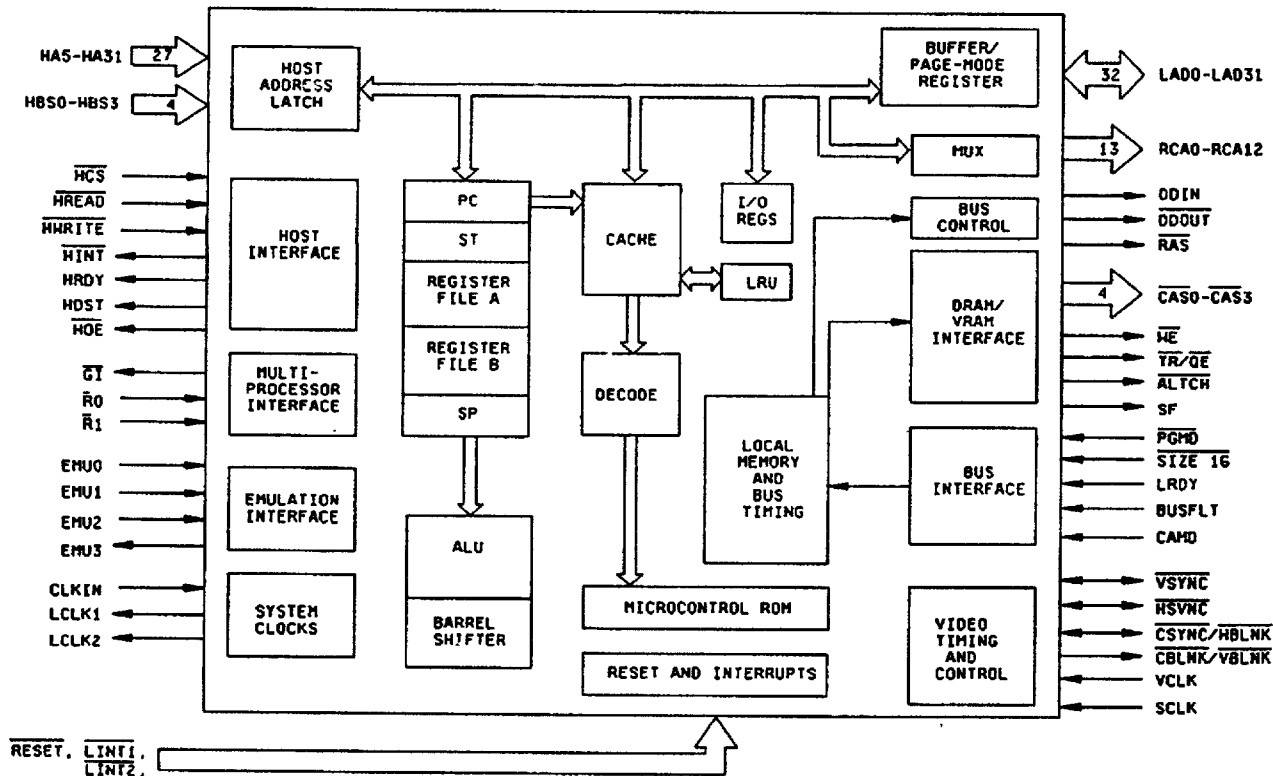 HA5-HA31
27
HBS0-HBS3
4
HCS
HREAD
HWRITE
HINT
HRDY
HDST
HOE
GI
R0
R1
EMU0
EMU1
EMU2
EMU3
CLKIN
LCLK1
LCLK2
RESET, LINT1,
LINT2,
HOST
ADDRESS
LATCH
HOST
INTERFACE
MULTI-
PROCESSOR
INTERFACE
EMULATION
INTERFACE
SYSTEM
CLOCKS
PC
ST
REGISTER
FILE A
REGISTER
FILE B
SP
ALU
BARREL
SHIFTER
CACHE
LRU
I/O
REGS
DECODE
LOCAL
MEMORY
AND
BUS
TIMING
MICROCONTROL ROM
RESET AND INTERRUPTS
BUFFER/
PAGE-MODE
REGISTER
MUX
BUS
CONTROL
DRAM/
VRAM
INTERFACE
BUS
INTERFACE
VIDEO
TIMING
AND
CONTROL
32
LAD0-LAD31
13
RCA0-RCA12
DDIN
DDOUT
RAS
4
CAS0-CAS3
WE
TR/QE
ALTCH
SF
PGMD
SIZE 16
LRDY
BUSFLT
CAMD
VSYNC
HSYNC
CSYNC/HBLNK
CBLNK/VBLNK
VCLK
SCLK